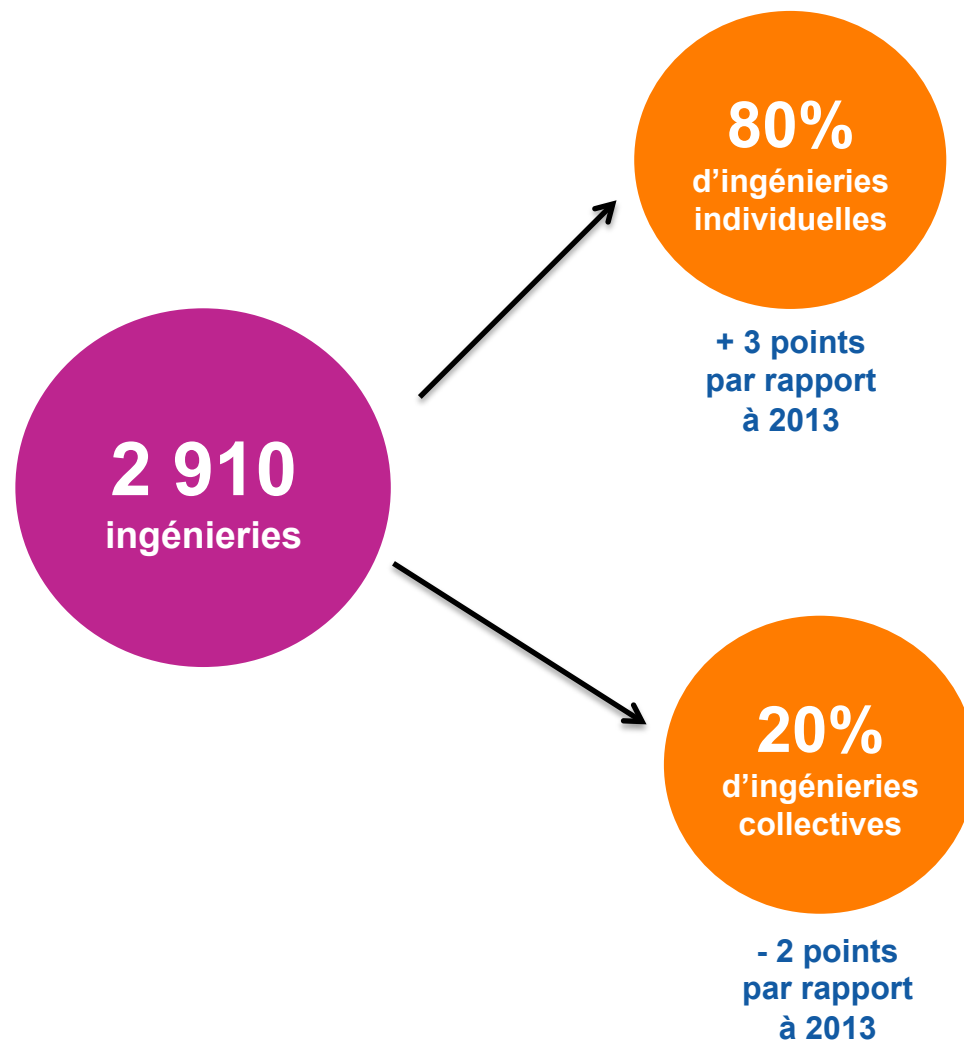 80%
d’ingénieries
individuelles
+ 3 points
par rapport
à 2013
2 910
ingénieries
20%
d’ingénieries
collectives
- 2 points
par rapport
à 2013